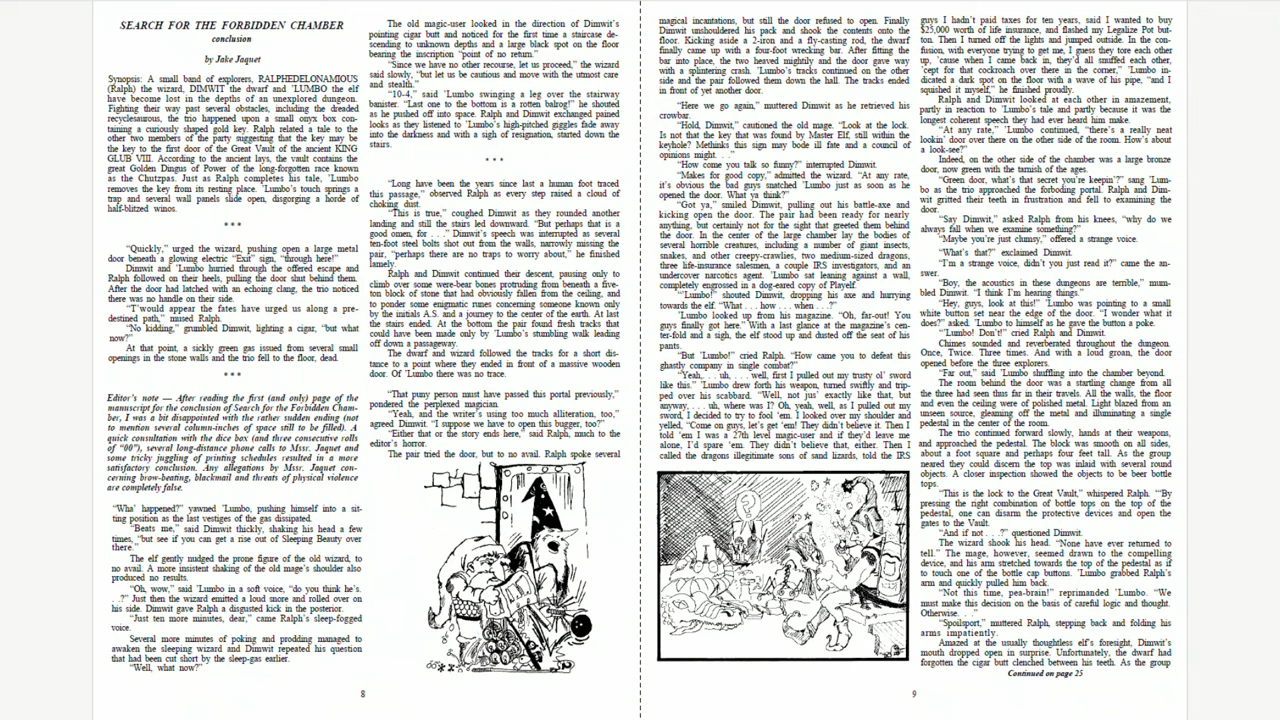 SEARCH FOR THE FORBIDDEN CHAMBER
conclusion
by Jake Jaquet
Synopsis: A small band of explorers, RALPHEDELONAMIOUS
(Ralph) the wizard, DIMWIT the dwarf and 'LUMBO the elf
have become lost in the depths of an unexplored dungeon.
Fighting their way past several obstacles, including the dreaded
recyclesaurous, the trio happened upon a small onyx box con-
taining a curiously shaped gold key. Ralph related a tale to the
other two members of the party suggesting that the key may be
the key to the first door of the Great Vault of the ancient KING
GLUB VIII. According to the ancient lays, the vault contains the
great Golden Dingus of Power of the long-forgotten race known
as the Chutzpas. Just as Ralph completes his tale, 'Lumbo
removes the key from its resting place. 'Lumbo's touch springs a
trap and several wall panels slide open, disgorging a horde of
half-blitzed winos.
* * *
"Quickly," urged the wizard, pushing open a large metal
door beneath a glowing electric "Exit" sign, "through here!"
Dimwit and 'Lumbo hurried through the offered escape and
Ralph followed on their heels, pulling the door shut behind them.
After the door had latched with an echoing clang, the trio noticed
there was no handle on their side.
"T'would appear the fates have urged us along a pre-
destined path," mused Ralph.
"No kidding," grumbled Dimwit, lighting a cigar, "but what
now?"
At that point, a sickly green gas issued from several small
openings in the stone walls and the trio fell to the floor, dead.
* * *
Editor's note — After reading the first (and only) page of the
manuscript for the conclusion of Search for the Forbidden Cham-
ber, I was a bit disappointed with the rather sudden ending (not
to mention several column-inches of space still to be filled). A
quick consultation with the dice box (and three consecutive rolls
of "00"), several long-distance phone calls to Mssr. Jaquet and
some tricky juggling of printing schedules resulted in a more
satisfactory conclusion. Any allegations by Mssr. Jaquet con-
cerning brow-beating, blackmail and threats of physical violence
are completely false.
"Wha' happened?" yawned 'Lumbo, pushing himself into a sit-
ting position as the last vestiges of the gas dissipated.
"Beats me," said Dimwit thickly, shaking his head a few
times, "but see if you can get a rise out of Sleeping Beauty over
there."
The elf gently nudged the prone figure of the old wizard, to
no avail. A more insistent shaking of the old mage's shoulder also
produced no results.
"Oh, wow," said 'Lumbo in a soft voice, "do you think he's.
. .?" Just then the wizard emitted a loud snore and rolled over on
his side. Dimwit gave Ralph a disgusted kick in the posterior.
"Just ten more minutes, dear," came Ralph's sleep-fogged
voice.
Several more minutes of poking and prodding managed to
awaken the sleeping wizard and Dimwit repeated his question
that had been cut short by the sleep-gas earlier.
"Well, what now?"
The old magic-user looked in the direction of Dimwit's
pointing cigar butt and noticed for the first time a staircase de-
scending to unknown depths and a large black spot on the floor
bearing the inscription "point of no return."
"Since we have no other recourse, let us proceed," the wizard
said slowly, "but let us be cautious and move with the utmost care
and stealth."
"10-4," said 'Lumbo swinging a leg over the stairway
banister. "Last one to the bottom is a rotten balrog!" he shouted
as he pushed off into space. Ralph and Dimwit exchanged pained
looks as they listened to 'Lumbo's high-pitched giggles fade away
into the darkness and with a sigh of resignation, started down the
stairs.
* * *
"Long have been the years since last a human foot traced
this passage," observed Ralph as every step raised a cloud of
choking dust.
"This is true," coughed Dimwit as they rounded another
landing and still the stairs led downward. "But perhaps that is a
good omen, for . . ." Dimwit's speech was interrupted as several
ten-foot steel bolts shot out from the walls, narrowly missing the
pair, "perhaps there are no traps to worry about," he finished
lamely.
Ralph and Dimwit continued their descent, pausing only to
climb over some were-bear bones protruding from beneath a five-
ton block of stone that had obviously fallen from the ceiling, and
to ponder some enigmatic runes concerning someone known only
by the initials A.S. and a journey to the center of the earth. At last
the stairs ended. At the bottom the pair found fresh tracks that
could have been made only by 'Lumbo's stumbling walk leading
off down a passageway.
The dwarf and wizard followed the tracks for a short dis-
tance to a point where they ended in front of a massive wooden
door. Of 'Lumbo there was no trace.
"That puny person must have passed this portal previously,"
pondered the perplexed magician.
"Yeah, and the writer's using too much alliteration, too,"
agreed Dimwit. "I suppose we have to open this bugger, too?"
"Either that or the story ends here," said Ralph, much to the
editor's horror.
The pair tried the door, but to no avail. Ralph spoke several
8
magical incantations, but still the door refused to open. Finally
Dimwit unshouldered his pack and shook the contents onto the
floor. Kicking aside a 2-iron and a fly-casting rod, the dwarf
finally came up with a four-foot wrecking bar. After fitting the
bar into place, the two heaved mightily and the door gave way
with a splintering crash. 'Lumbo's tracks continued on the other
side and the pair followed them down the hall. The tracks ended
in front of yet another door.
"Here we go again," muttered Dimwit as he retrieved his
crowbar.
"Hold, Dimwit," cautioned the old mage. "Look at the lock.
Is not that the key that was found by Master Elf, still within the
keyhole? Methinks this sign may bode ill fate and a council of
opinions might. . ."
"How come you talk so funny?" interrupted Dimwit.
"Makes for good copy," admitted the wizard. "At any rate,
it's obvious the bad guys snatched 'Lumbo just as soon as he
opened the door. What ya think?"
"Got ya," smiled Dimwit, pulling out his battle-axe and
kicking open the door. The pair had been ready for nearly
anything, but certainly not for the sight that greeted them behind
the door. In the center of the large chamber lay the bodies of
several horrible creatures, including a number of giant insects,
snakes, and other creepy-crawlies, two medium-sized dragons,
three life-insurance salesmen, a couple IRS investigators, and an
undercover narcotics agent. 'Lumbo sat leaning against a wall,
completely engrossed in a dog-eared copy of Playelf.
"'Lumbo!" shouted Dimwit, dropping his axe and hurrying
towards the elf. "What . . . how . . . when . . .?"
'Lumbo looked up from his magazine. "Oh, far-out! You
guys finally got here." With a last glance at the magazine's cen-
ter-fold and a sigh, the elf stood up and dusted off the seat of his
pants.
"But 'Lumbo!" cried Ralph. "How came you to defeat this
ghastly company in single combat?"
"Yeah, . . . uh, . . . well, first I pulled out my trusty ol' sword
like this." 'Lumbo drew forth his weapon, turned swiftly and trip-
ped over his scabbard. "Well, not jus' exactly like that, but
anyway, . . . uh, where was I? Oh, yeah, well, as I pulled out my
sword, I decided to try to fool 'em. I looked over my shoulder and
yelled, "Come on guys, let's get 'em! They didn't believe it. Then I
told 'em I was a 27th level magic-user and if they'd leave me
alone, I'd spare 'em. They didn't believe that, either. Then I
called the dragons illegitimate sons of sand lizards, told the IRS
guys I hadn't paid taxes for ten years, said I wanted to buy
$25,000 worth of life insurance, and flashed my Legalize Pot but-
ton. Then I turned off the lights and jumped outside. In the con-
fusion, with everyone trying to get me, I guess they tore each other
up, 'cause when I came back in, they'd all snuffed each other,
'cept for that cockroach over there in the corner," 'Lumbo in-
dicated a dark spot on the floor with a wave of his pipe, "and I
squished it myself," he finished proudly.
Ralph and Dimwit looked at each other in amazement,
partly in reaction to 'Lumbo's tale and partly because it was the
longest coherent speech they had ever heard him make.
"At any rate," 'Lumbo continued, "there's a really neat
lookin' door over there on the other side of the room. How's about
a look-see?"
Indeed, on the other side of the chamber was a large bronze
door, now green with the tarnish of the ages.
"Green door, what's that secret you're keepin'?" sang 'Lum-
bo as the trio approached the forboding portal. Ralph and Dim-
wit gritted their teeth in frustration and fell to examining the
door.
"Say Dimwit," asked Ralph from his knees, "why do we
always fall when we examine something?"
"Maybe you're just clumsy," offered a strange voice.
"What's that?" exclaimed Dimwit.
"I'm a strange voice, didn't you just read it?" came the an-
swer.
"Boy, the acoustics in these dungeons are terrible," mum-
bled Dimwit. "I think I'm hearing things."
"Hey, guys, look at this!" 'Lumbo was pointing to a small
white button set near the edge of the door. "I wonder what it
does?" asked. 'Lumbo to himself as he gave the button a poke.
"'Lumbo! Don't!" cried Ralph and Dimwit.
Chimes sounded and reverberated throughout the dungeon.
Once, Twice. Three times. And with a loud groan, the door
opened before the three explorers.
"Far out," said 'Lumbo shuffling into the chamber beyond.
The room behind the door was a startling change from all
the three had seen thus far in their travels. All the walls, the floor
and even the ceiling were of polished metal. Light blazed from an
unseen source, gleaming off the metal and illuminating a single
pedestal in the center of the room.
The trio continued forward slowly, hands at their weapons,
and approached the pedestal. The block was smooth on all sides,
about a foot square and perhaps four feet tall. As the group
neared they could discern the top was inlaid with several round
objects. A closer inspection showed the objects to be beer bottle
tops.
"This is the lock to the Great Vault," whispered Ralph. "'By
pressing the right combination of bottle tops on the top of the
pedestal, one can disarm the protective devices and open the
gates to the Vault.
"And if not . . .?" questioned Dimwit.
The wizard shook his head. "None have ever returned to
tell." The mage, however, seemed drawn to the compelling
device, and his arm stretched towards the top of the pedestal as if
to touch one of the bottle cap buttons. 'Lumbo grabbed Ralph's
arm and quickly pulled him back.
"Not this time, pea-brain!" reprimanded 'Lumbo. "We
must make this decision on the basis of careful logic and thought.
Otherwise. . ."
"Spoilsport," muttered Ralph, stepping back and folding his
arms impatiently.
Amazed at the usually thoughtless elf's foresight, Dimwit's
mouth dropped open in surprise. Unfortunately, the dwarf had
forgotten the cigar butt clenched between his teeth. As the group
Continued on page 25
9